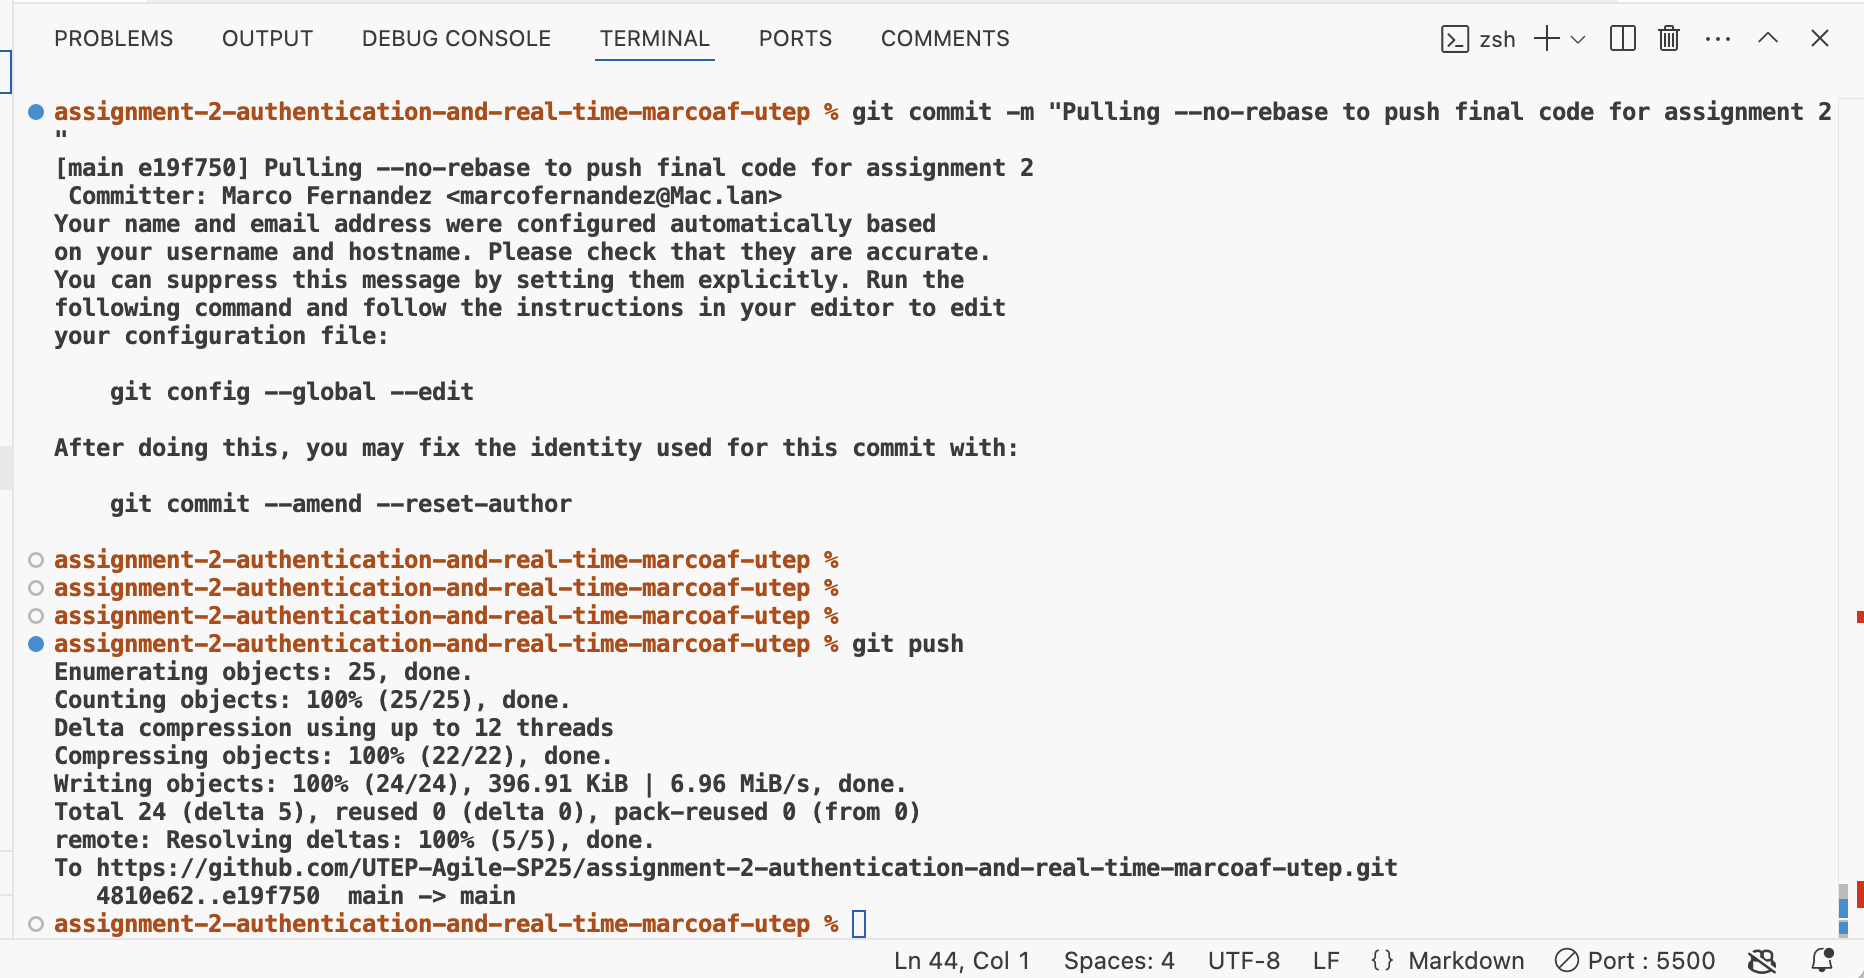 PROBLEMS OUTPUT DEBUG CONSOLE TERMINAL PORTS COMMENTS zsh
assignment-2-authentication-and-real-time-marcoaf-utep % git commit -m "Pulling --no-rebase to push final code for assignment 2
"
[main e19f750] Pulling --no-rebase to push final code for assignment 2
 Committer: Marco Fernandez <marcofernandez@Mac.lan>
Your name and email address were configured automatically based
on your username and hostname. Please check that they are accurate.
You can suppress this message by setting them explicitly. Run the
following command and follow the instructions in your editor to edit
your configuration file:
    git config --global --edit
After doing this, you may fix the identity used for this commit with:
    git commit --amend --reset-author
assignment-2-authentication-and-real-time-marcoaf-utep %
assignment-2-authentication-and-real-time-marcoaf-utep %
assignment-2-authentication-and-real-time-marcoaf-utep %
assignment-2-authentication-and-real-time-marcoaf-utep % git push
Enumerating objects: 25, done.
Counting objects: 100% (25/25), done.
Delta compression using up to 12 threads
Compressing objects: 100% (22/22), done.
Writing objects: 100% (24/24), 396.91 KiB | 6.96 MiB/s, done.
Total 24 (delta 5), reused 0 (delta 0), pack-reused 0 (from 0)
remote: Resolving deltas: 100% (5/5), done.
To https://github.com/UTEP-Agile-SP25/assignment-2-authentication-and-real-time-marcoaf-utep.git
   4810e62..e19f750  main -> main
assignment-2-authentication-and-real-time-marcoaf-utep %
Ln 44, Col 1 Spaces: 4 UTF-8 LF {} Markdown Port : 5500